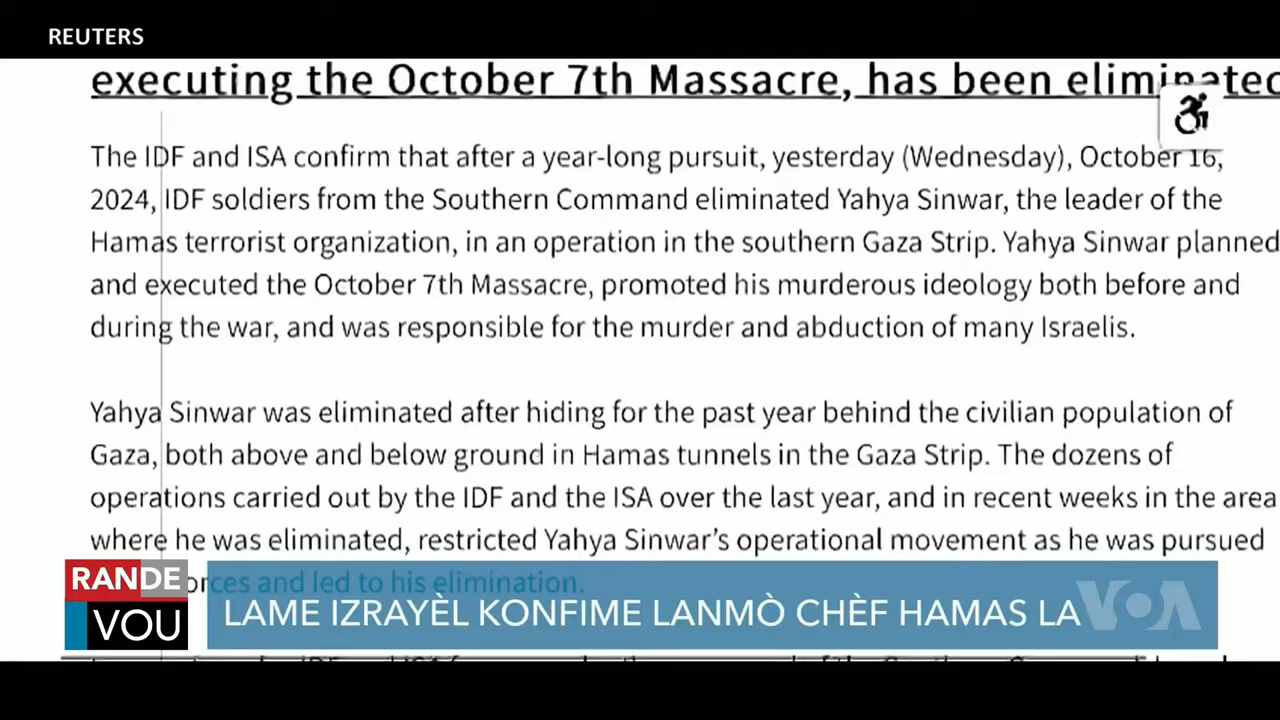 REUTERS
executing the October 7th Massacre, has been eliminated
The IDF and ISA confirm that after a year-long pursuit, yesterday (Wednesday), October 16,
2024, IDF soldiers from the Southern Command eliminated Yahya Sinwar, the leader of the
Hamas terrorist organization, in an operation in the southern Gaza Strip. Yahya Sinwar planned
and executed the October 7th Massacre, promoted his murderous ideology both before and
during the war, and was responsible for the murder and abduction of many Israelis.
Yahya Sinwar was eliminated after hiding for the past year behind the civilian population of
Gaza, both above and below ground in Hamas tunnels in the Gaza Strip. The dozens of
operations carried out by the IDF and the ISA over the last year, and in recent weeks in the area
where he was eliminated, restricted Yahya Sinwar's operational movement as he was pursued
and led to his elimination.
RANDE
VOU
LAME IZRAYÈL KONFIME LANMÒ CHÈF HAMAS LA
VOA